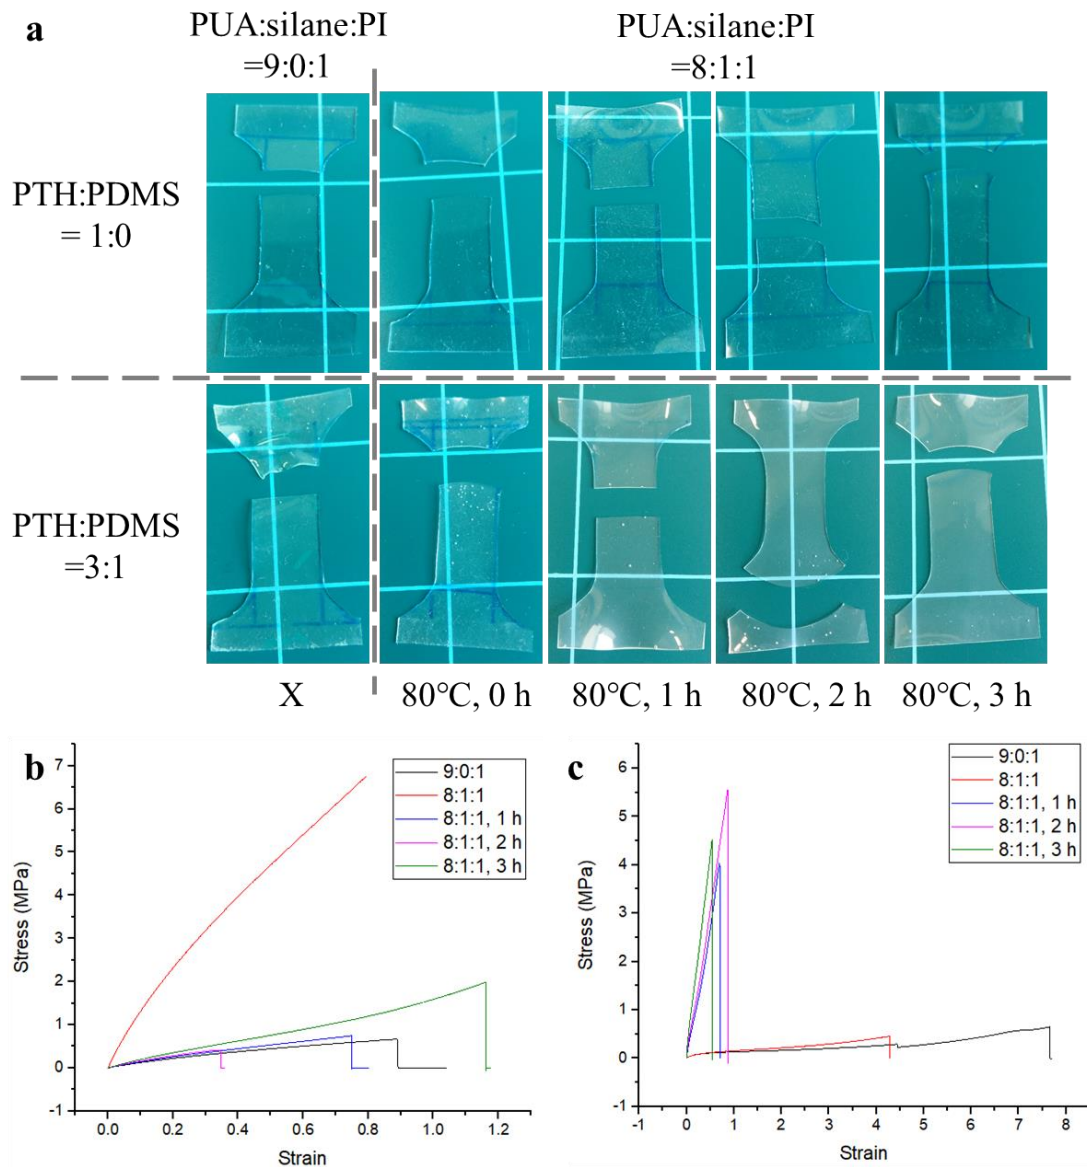 a
PUA:silane:PI
=9:0:1
PUA:silane:PI
=8:1:1
PTH:PDMS
= 1:0
PTH:PDMS
=3:1
X
80℃, 0 h
80℃, 1 h
80℃, 2 h
80℃, 3 h
b
7
6
5
4
3
2
1
0
-1
Stress (MPa)
0.0
0.2
0.4
0.6
0.8
1.0
1.2
Strain
9:0:1
8:1:1
8:1:1, 1 h
8:1:1, 2 h
8:1:1, 3 h
c
6
5
4
3
2
1
0
-1
Stress (MPa)
-1
0
1
2
3
4
5
6
7
8
Strain
9:0:1
8:1:1
8:1:1, 1 h
8:1:1, 2 h
8:1:1, 3 h